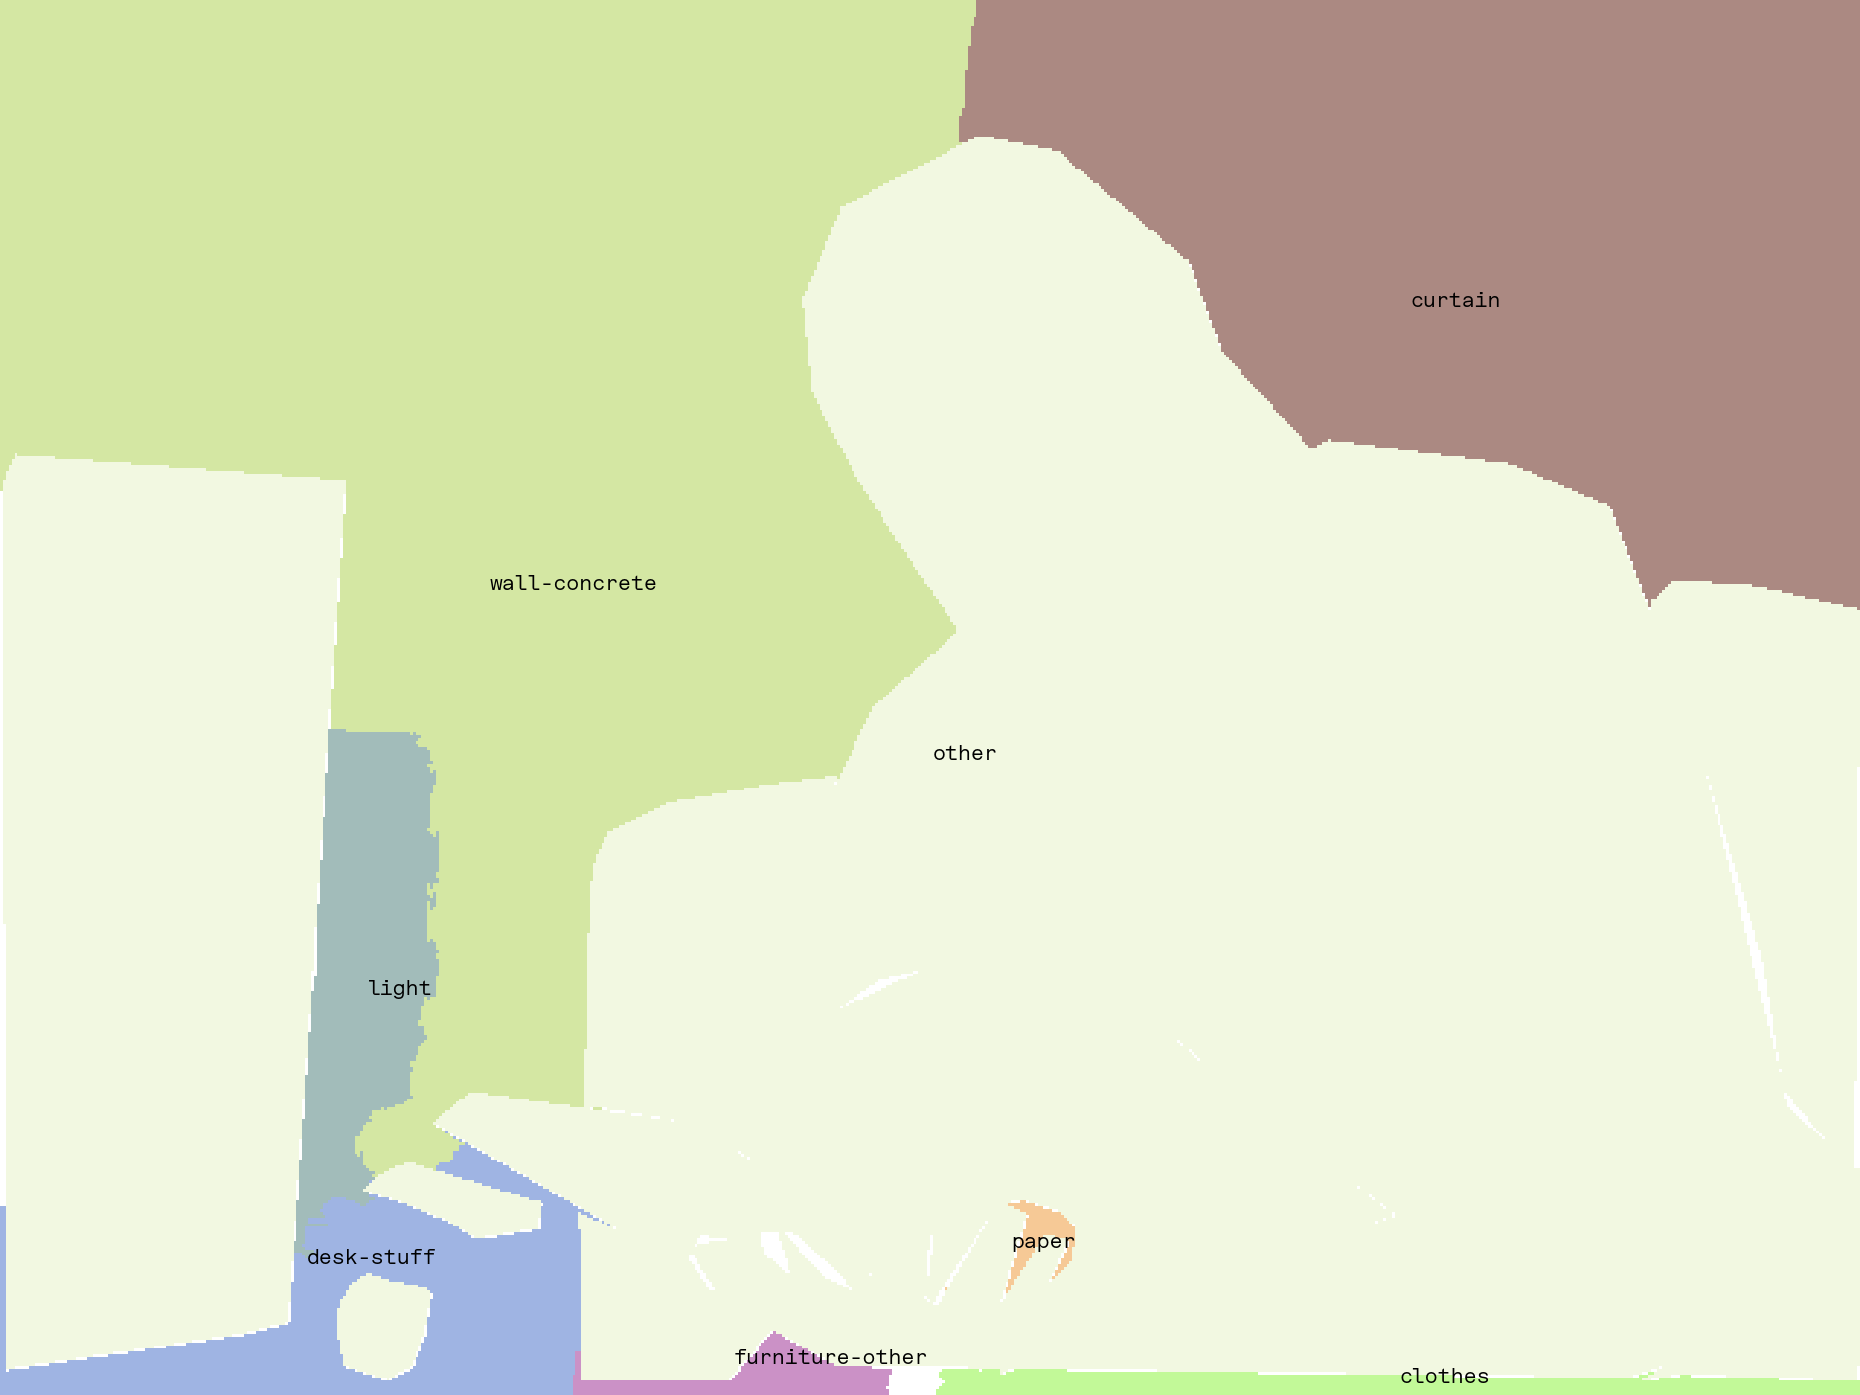 curtain
wall-concrete
other
light
paper
desk-stuff
furniture-other
clothes